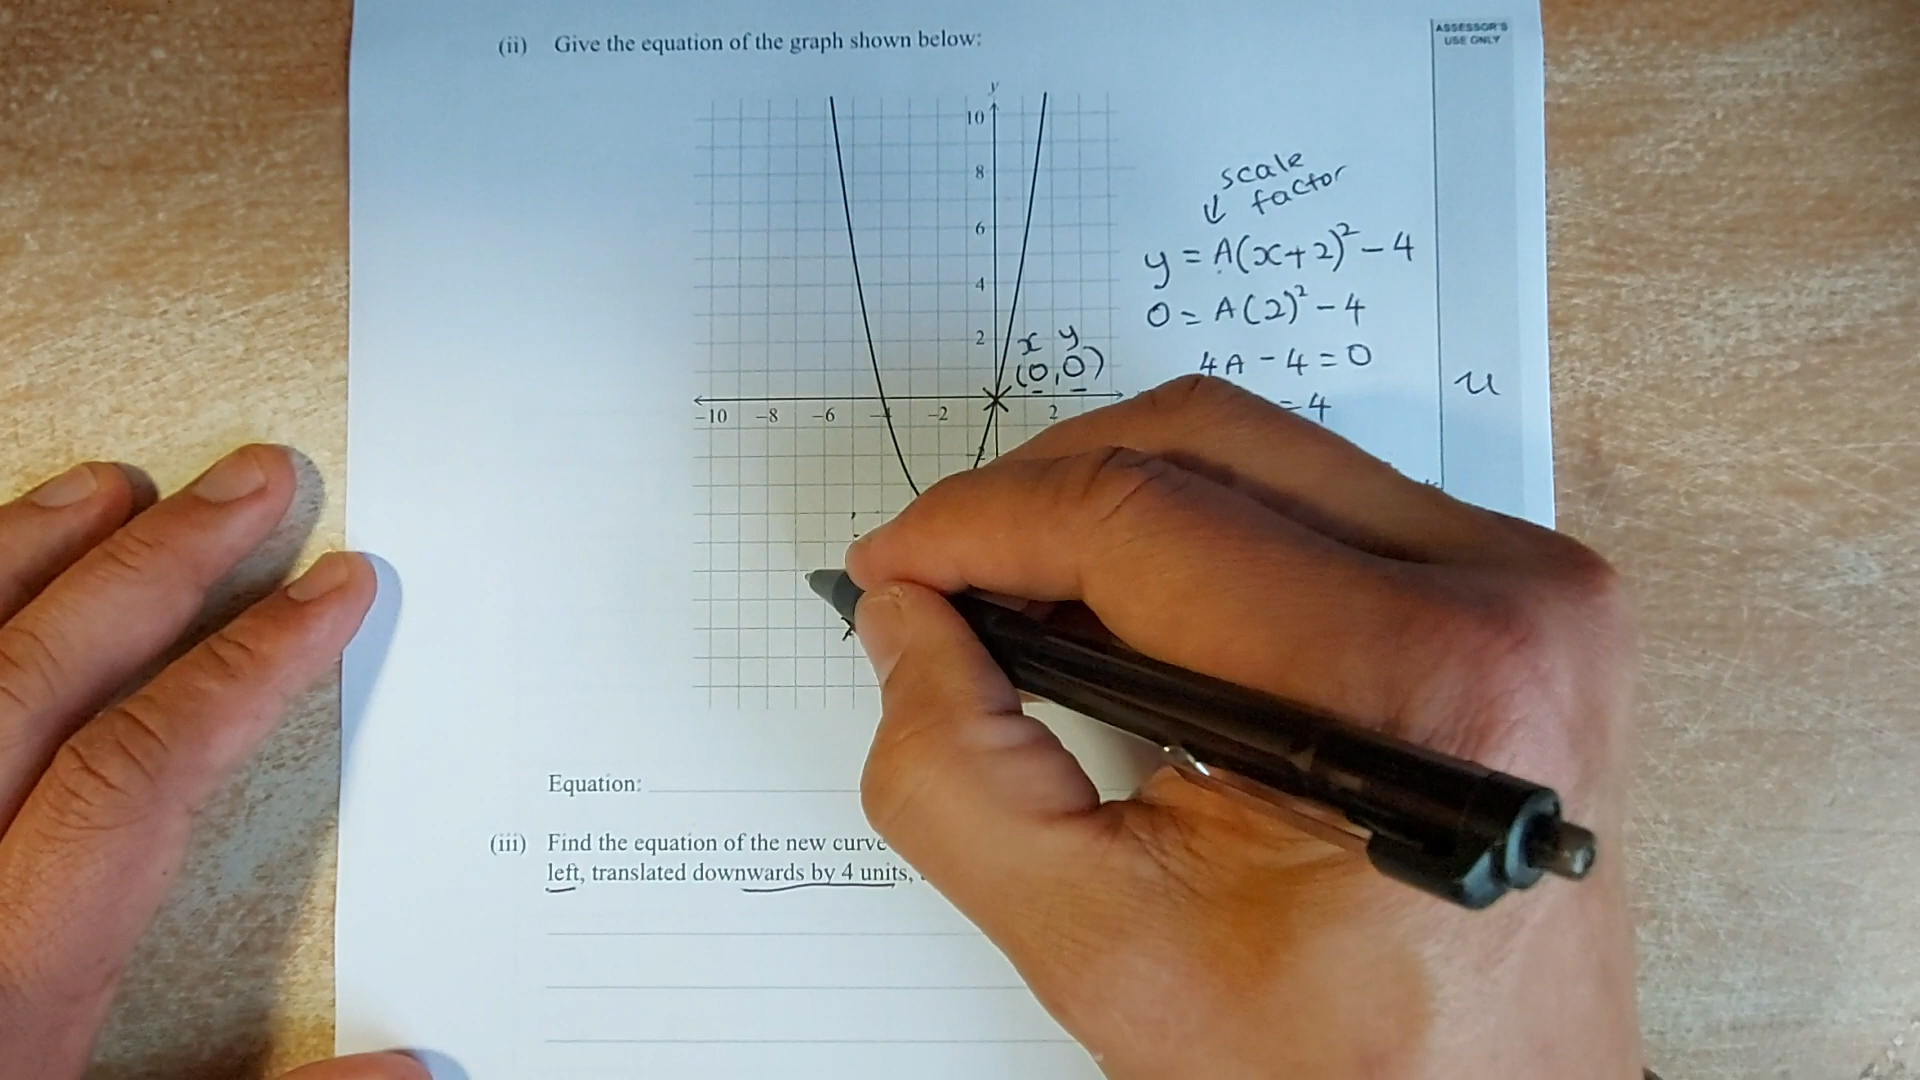 ASSESSOR'S
USE ONLY
(ii) Give the equation of the graph shown below:
y
10
8
6
4
2
-10 -8 -6 -4 -2 2
-2
x y
(0,0)
scale
↓ factor
y = A(x+2)² - 4
0 = A(2)² - 4
4A - 4 = 0
= 4
u
Equation:
(iii) Find the equation of the new curve
left, translated downwards by 4 units,